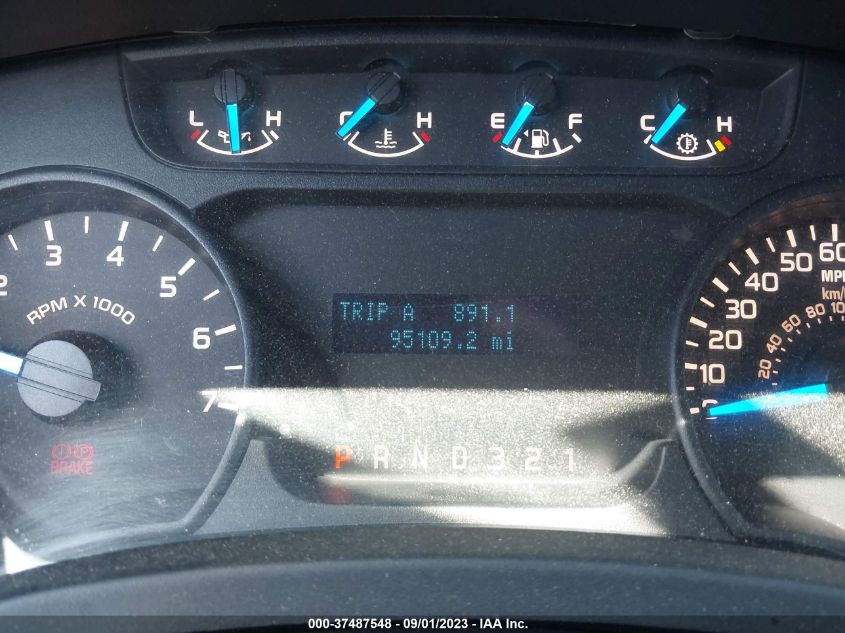 L H
C H
E F
C H
2 3 4 5 6 7
RPM X 1000
BRAKE
TRIP A 891.1
95109.2 mi
P R N D 3 2 1
0 10 20 30 40 50 60
MPH
km/
20 40 60 80
000-37487548 - 09/01/2023 - IAA Inc.